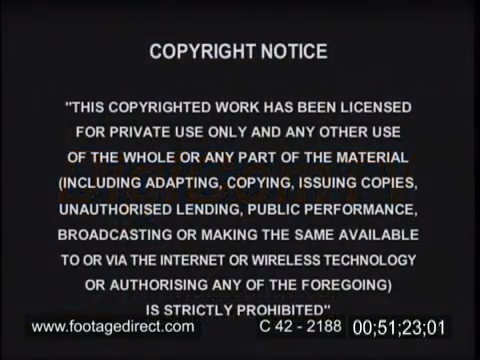 COPYRIGHT NOTICE
"THIS COPYRIGHTED WORK HAS BEEN LICENSED
FOR PRIVATE USE ONLY AND ANY OTHER USE
OF THE WHOLE OR ANY PART OF THE MATERIAL
(INCLUDING ADAPTING, COPYING, ISSUING COPIES,
UNAUTHORISED LENDING, PUBLIC PERFORMANCE,
BROADCASTING OR MAKING THE SAME AVAILABLE
TO OR VIA THE INTERNET OR WIRELESS TECHNOLOGY
OR AUTHORISING ANY OF THE FOREGOING)
IS STRICTLY PROHIBITED"
www.footagedirect.com C 42 - 2188 00;51;23;01